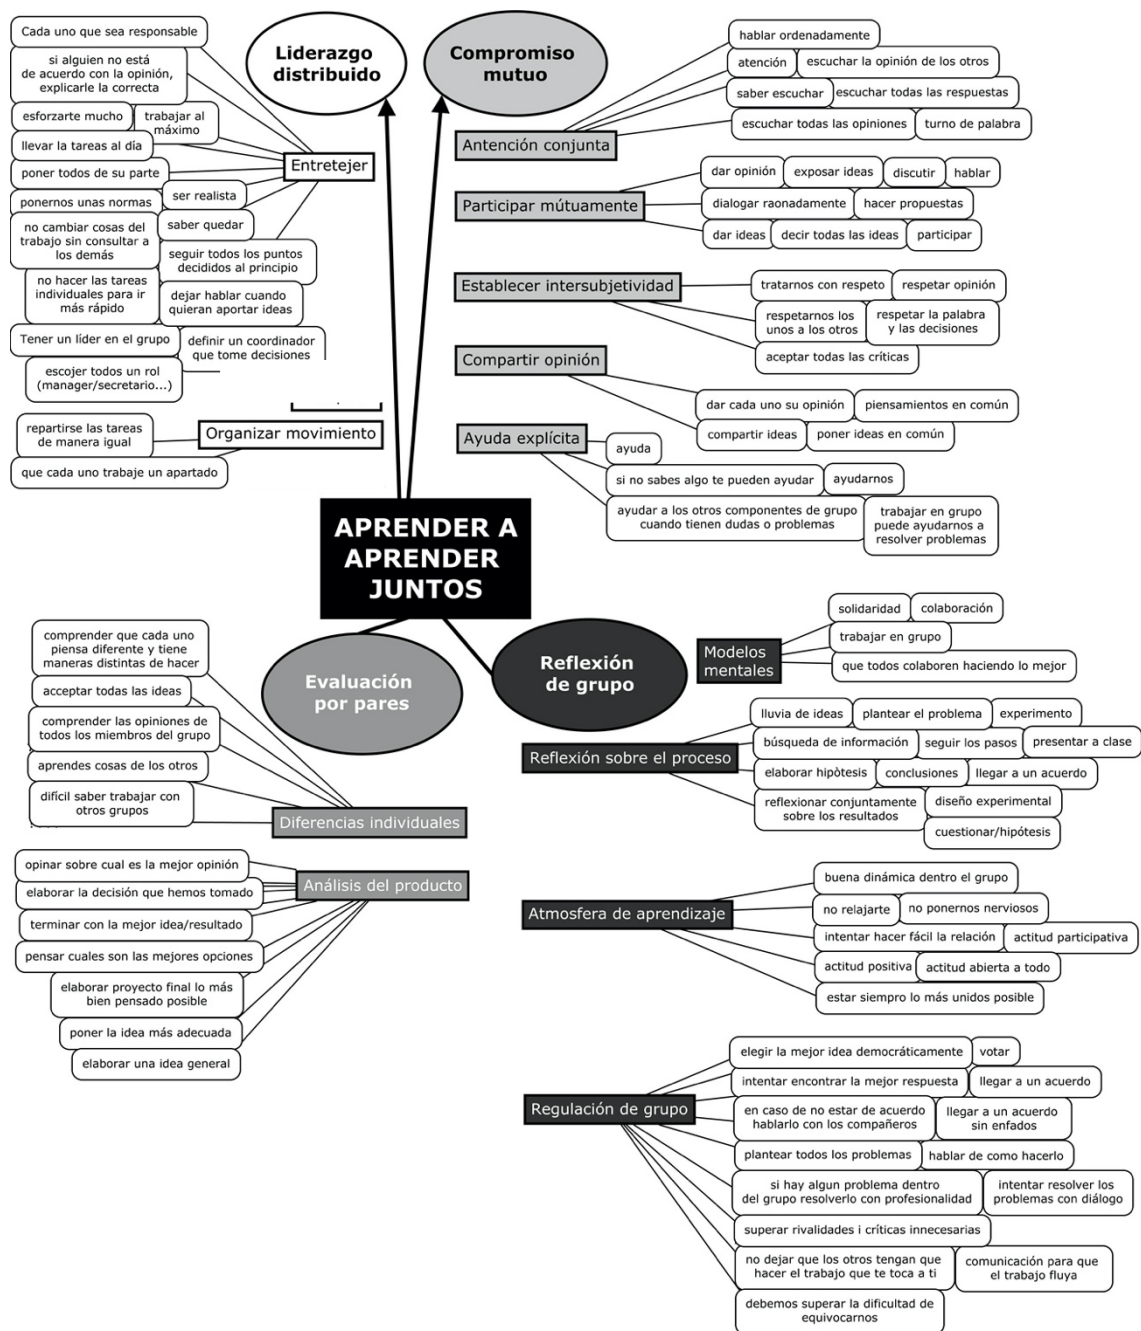 Liderazgo
distribuido
Cada uno que sea responsable
si alguien no está
de acuerdo con la opinión,
explicarle la correcta
esforzarte mucho
trabajar al
máximo
llevar la tareas al día
Entretejer
poner todos de su parte
ser realista
ponernos unas normas
saber quedar
no cambiar cosas del
trabajo sin consultar a
los demás
seguir todos los puntos
decididos al principio
no hacer las tareas
individuales para ir
más rápido
dejar hablar cuando
quieran aportar ideas
Tener un líder en el grupo
definir un coordinador
que tome decisiones
escojer todos un rol
(manager/secretario...)
repartirse las tareas
de manera igual
Organizar movimiento
que cada uno trabaje un apartado
Compromiso
mutuo
hablar ordenadamente
atención
escuchar la opinión de los otros
saber escuchar
escuchar todas las respuestas
escuchar todas las opiniones
turno de palabra
Antención conjunta
dar opinión
exposar ideas
discutir
hablar
Participar mútuamente
dialogar raonadamente
hacer propuestas
dar ideas
decir todas las ideas
participar
Establecer intersubjetividad
tratarnos con respeto
respetar opinión
respetarnos los
unos a los otros
respetar la palabra
y las decisiones
aceptar todas las críticas
Compartir opinión
dar cada uno su opinión
piensamientos en común
compartir ideas
poner ideas en común
Ayuda explícita
ayuda
si no sabes algo te pueden ayudar
ayudarnos
ayudar a los otros componentes de grupo
cuando tienen dudas o problemas
trabajar en grupo
puede ayudarnos a
resolver problemas
APRENDER A
APRENDER
JUNTOS
Evaluación
por pares
comprender que cada uno
piensa diferente y tiene
maneras distintas de hacer
acceptar todas las ideas
comprender las opiniones de
todos los miembros del grupo
aprendes cosas de los otros
difícil saber trabajar con
otros grupos
Diferencias individuales
opinar sobre cual es la mejor opinión
Análisis del producto
elaborar la decisión que hemos tomado
terminar con la mejor idea/resultado
pensar cuales son las mejores opciones
elaborar proyecto final lo más
bien pensado posible
poner la idea más adecuada
elaborar una idea general
Reflexión
de grupo
Modelos
mentales
solidaridad
colaboración
trabajar en grupo
que todos colaboren haciendo lo mejor
lluvia de ideas
plantear el problema
experimento
Reflexión sobre el proceso
búsqueda de información
seguir los pasos
presentar a clase
elaborar hipòtesis
conclusiones
llegar a un acuerdo
reflexionar conjuntamente
sobre los resultados
diseño experimental
cuestionar/hipótesis
buena dinámica dentro el grupo
Atmosfera de aprendizaje
no relajarte
no ponernos nerviosos
intentar hacer fácil la relación
actitud participativa
actitud positiva
actitud abierta a todo
estar siempro lo más unidos posible
elegir la mejor idea democráticamente
votar
intentar encontrar la mejor respuesta
llegar a un acuerdo
Regulación de grupo
en caso de no estar de acuerdo
hablarlo con los compañeros
llegar a un acuerdo
sin enfados
plantear todos los problemas
hablar de como hacerlo
si hay algun problema dentro
del grupo resolverlo con profesionalidad
intentar resolver los
problemas con diálogo
superar rivalidades i críticas innecesarias
no dejar que los otros tengan que
hacer el trabajo que te toca a ti
comunicación para que
el trabajo fluya
debemos superar la dificultad de
equivocarnos